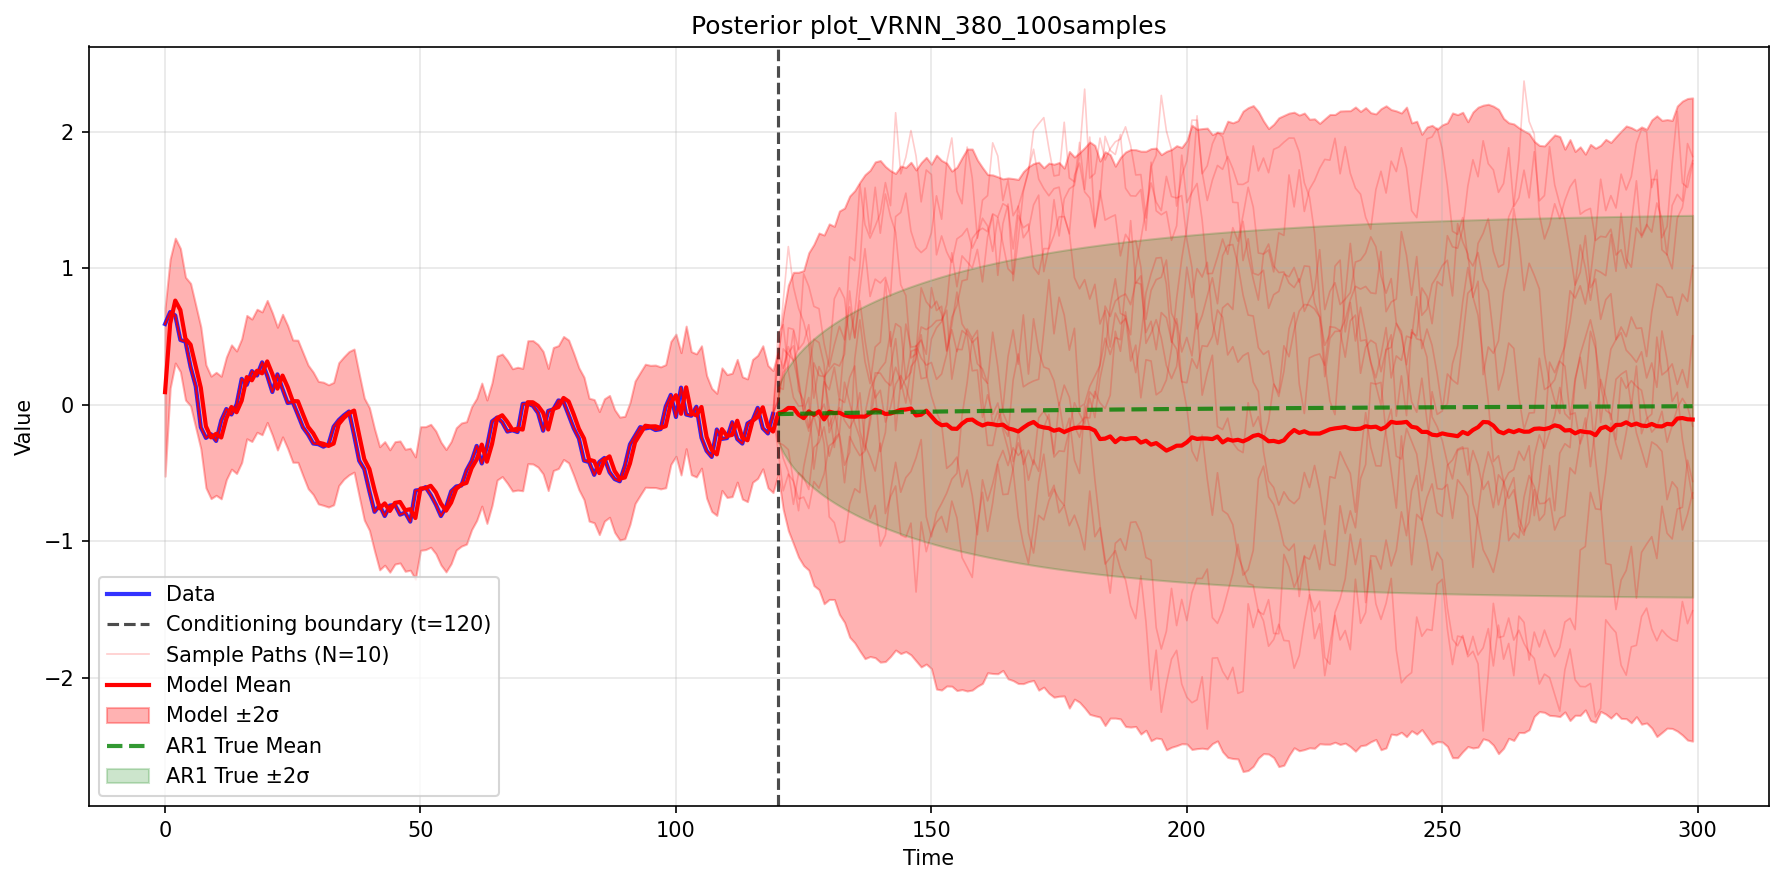 Posterior plot_VRNN_380_100samples
Value
2
1
0
−1
−2
Data
Conditioning boundary (t=120)
Sample Paths (N=10)
Model Mean
Model ±2σ
AR1 True Mean
AR1 True ±2σ
0 50 100 150 200 250 300
Time